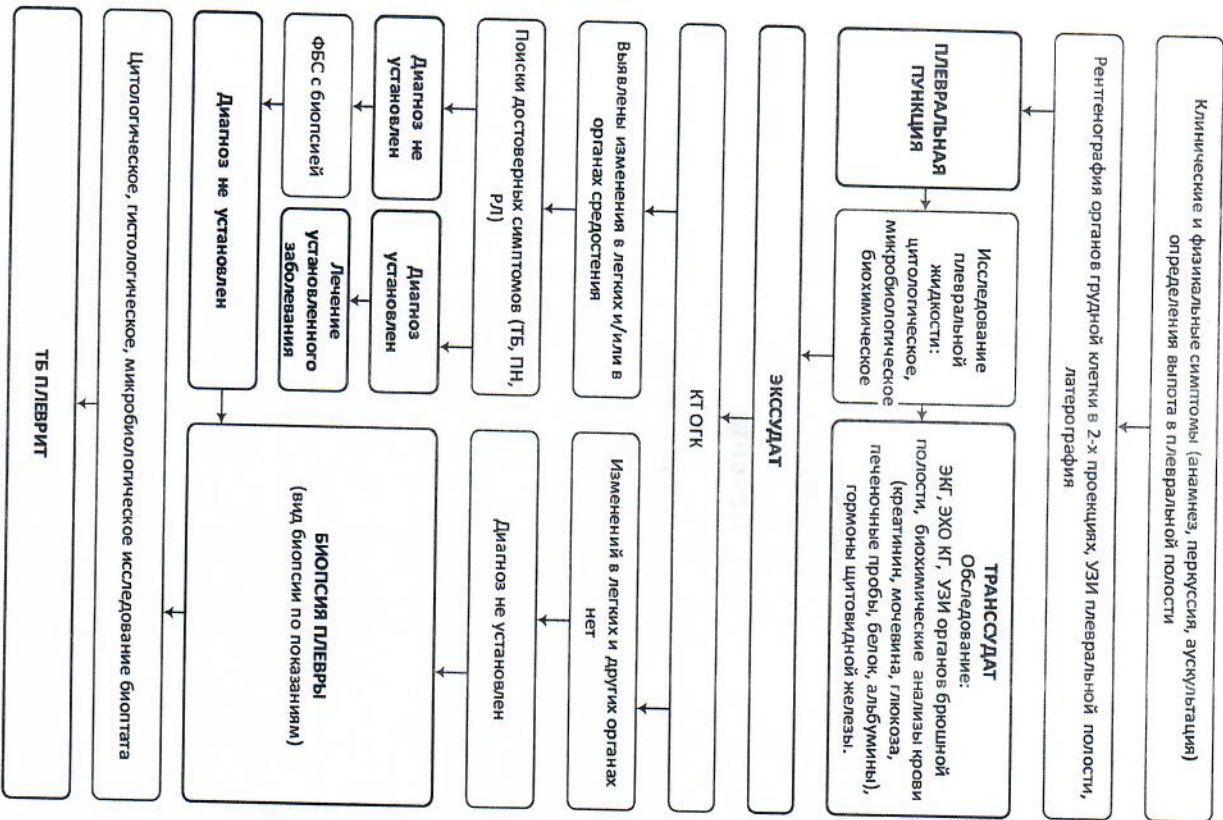 Клинические и физикальные симптомы (анамнез, перкуссия, аускультация)
определения выпота в плевральной полости
Рентгенография органов грудной клетки в 2-х проекциях, УЗИ плевральной полости,
латерография
ПЛЕВРАЛЬНАЯ
ПУНКЦИЯ
Исследование
плевральной
жидкости:
цитологическое,
микробиологическое
биохимическое
ТРАНССУДАТ
Обследование:
ЭКГ, ЭХО КГ, УЗИ органов брюшной
полости, биохимические анализы крови
(креатинин, мочевина, глюкоза,
печеночные пробы, белок, альбумины),
гормоны щитовидной железы.
ЭКССУДАТ
КТ ОГК
Выявлены изменения в легких и/или в
органах средостения
Изменений в легких и других органах
нет
Поиски достоверных симптомов (ТБ, ПН,
РЛ)
Диагноз не установлен
Диагноз не
установлен
Диагноз
установлен
ФБС с биопсией
Лечение
установленного
заболевания
Диагноз не установлен
БИОПСИЯ ПЛЕВРЫ
(вид биопсии по показаниям)
Цитологическое, гистологическое, микробиологическое исследование биоптата
ТБ ПЛЕВРИТ